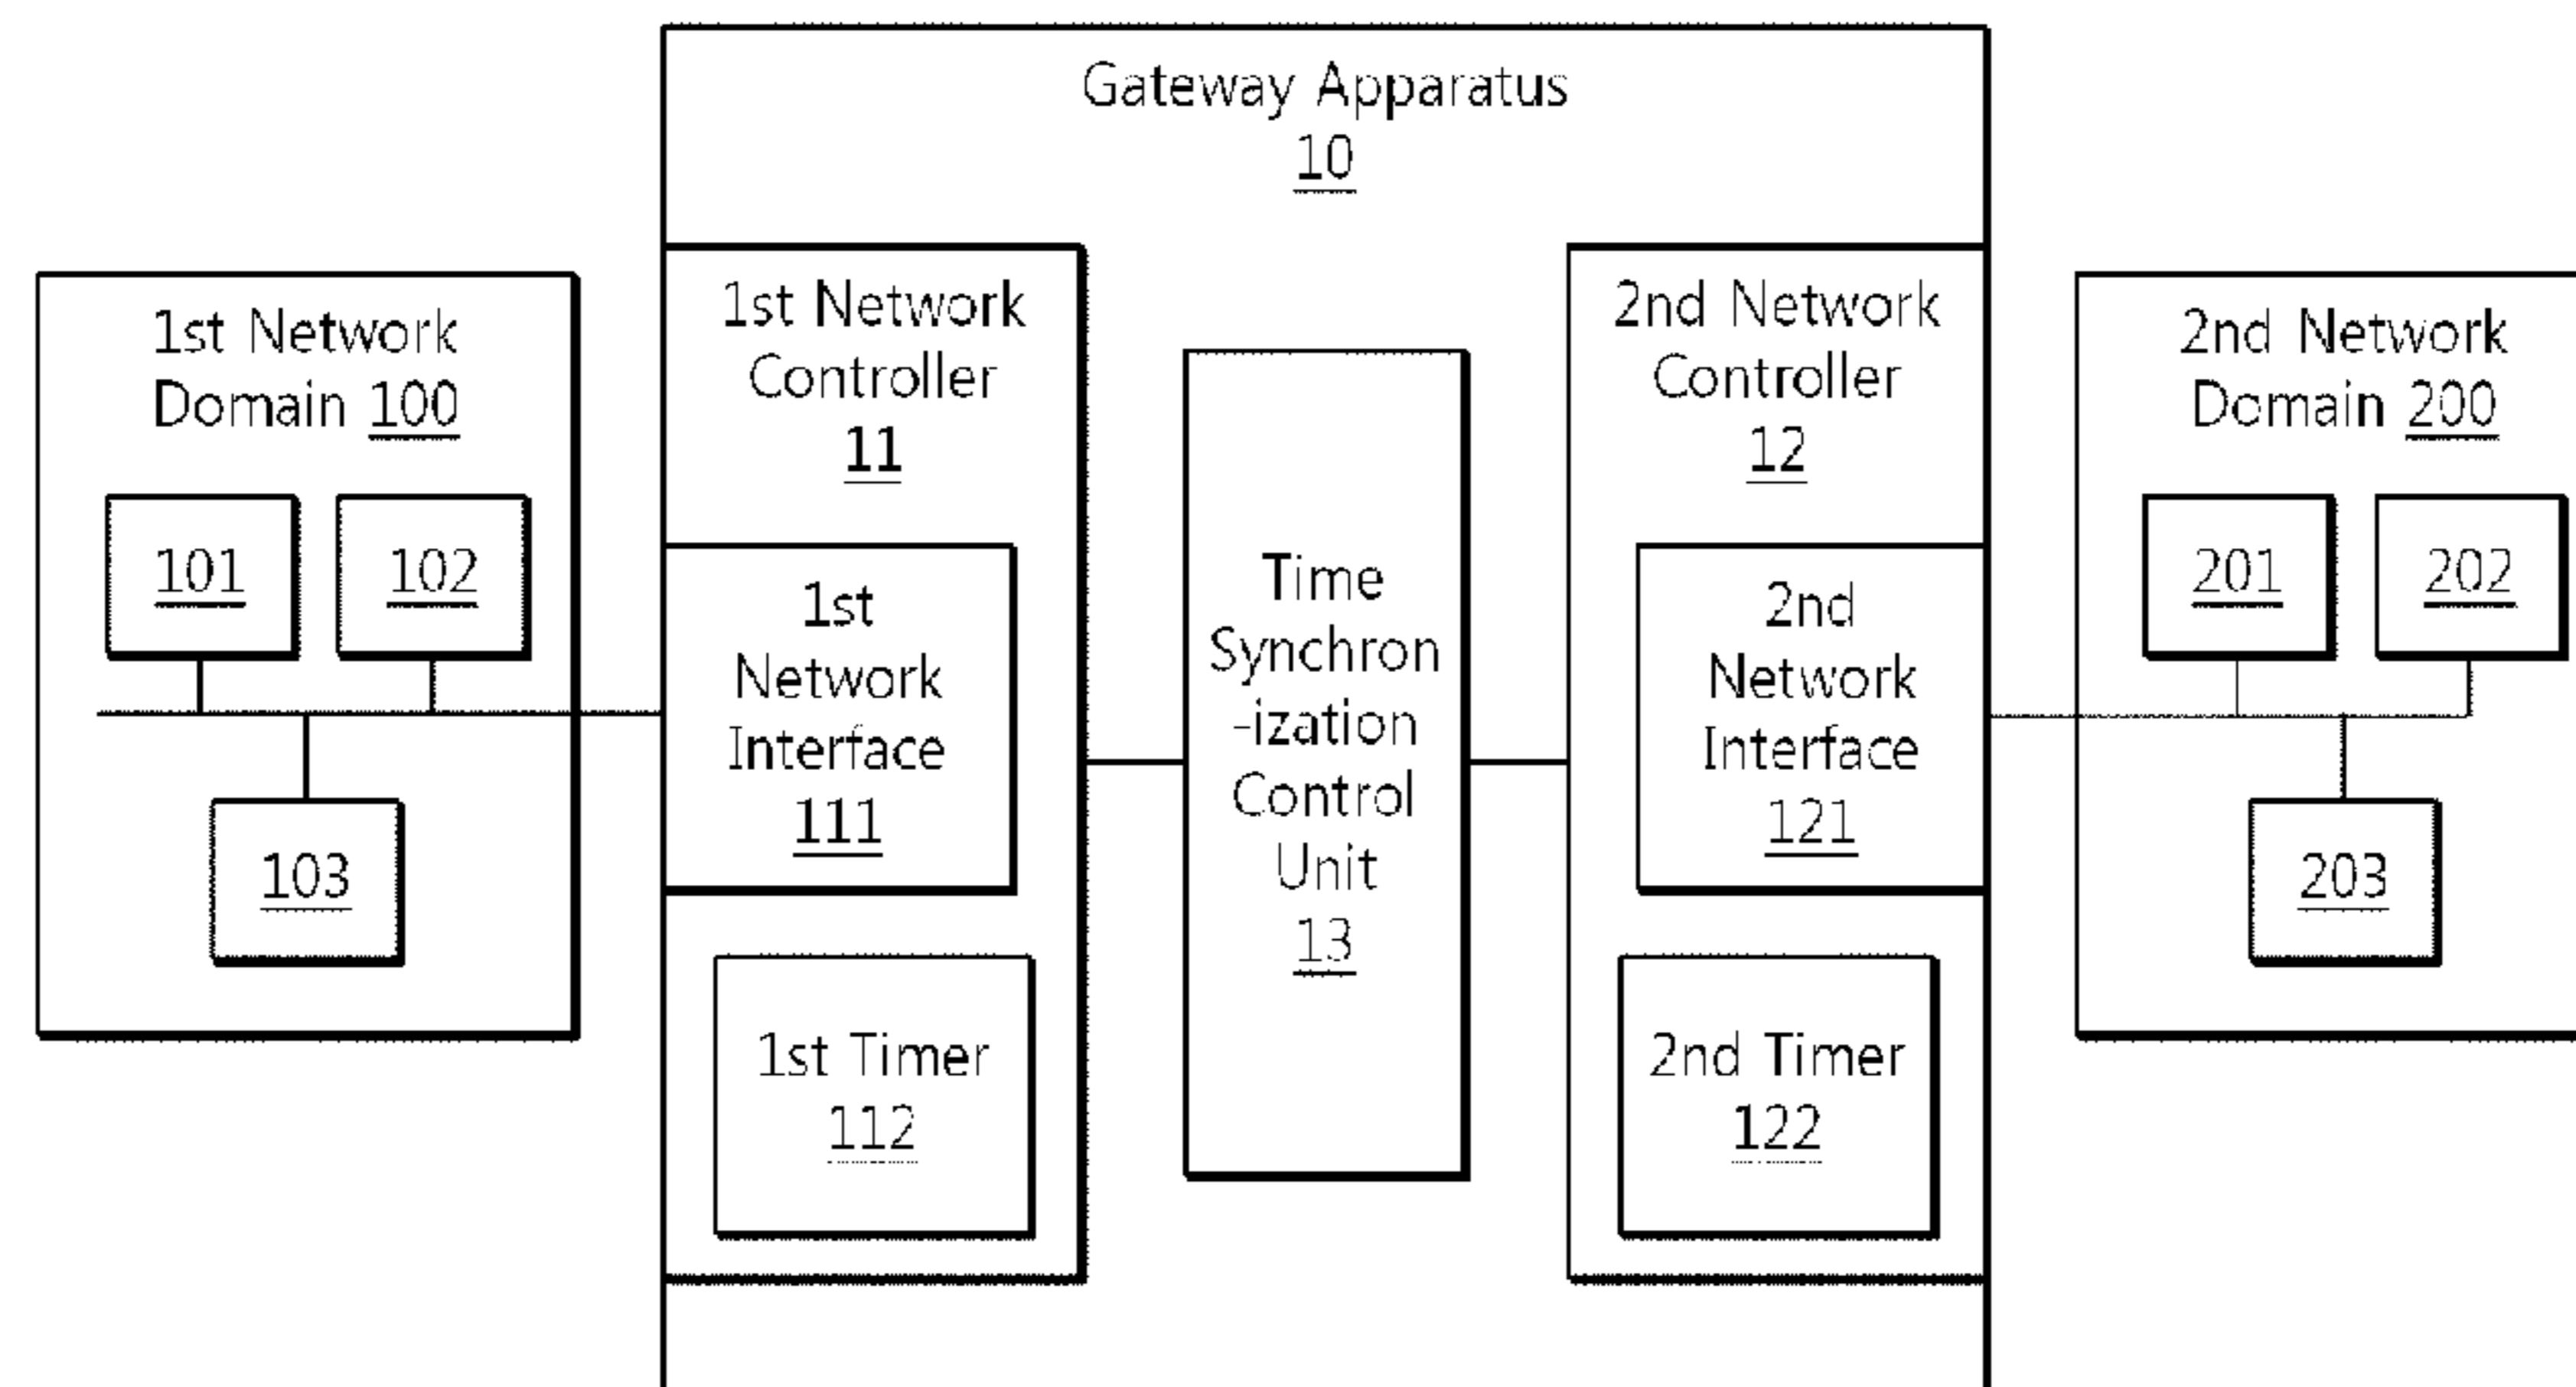 Gateway Apparatus
10
1st Network
Domain 100
101
102
103
1st Network
Controller
11
1st
Network
Interface
111
1st Timer
112
Time
Synchron
-ization
Control
Unit
13
2nd Network
Controller
12
2nd
Network
Interface
121
2nd Timer
122
2nd Network
Domain 200
201
202
203